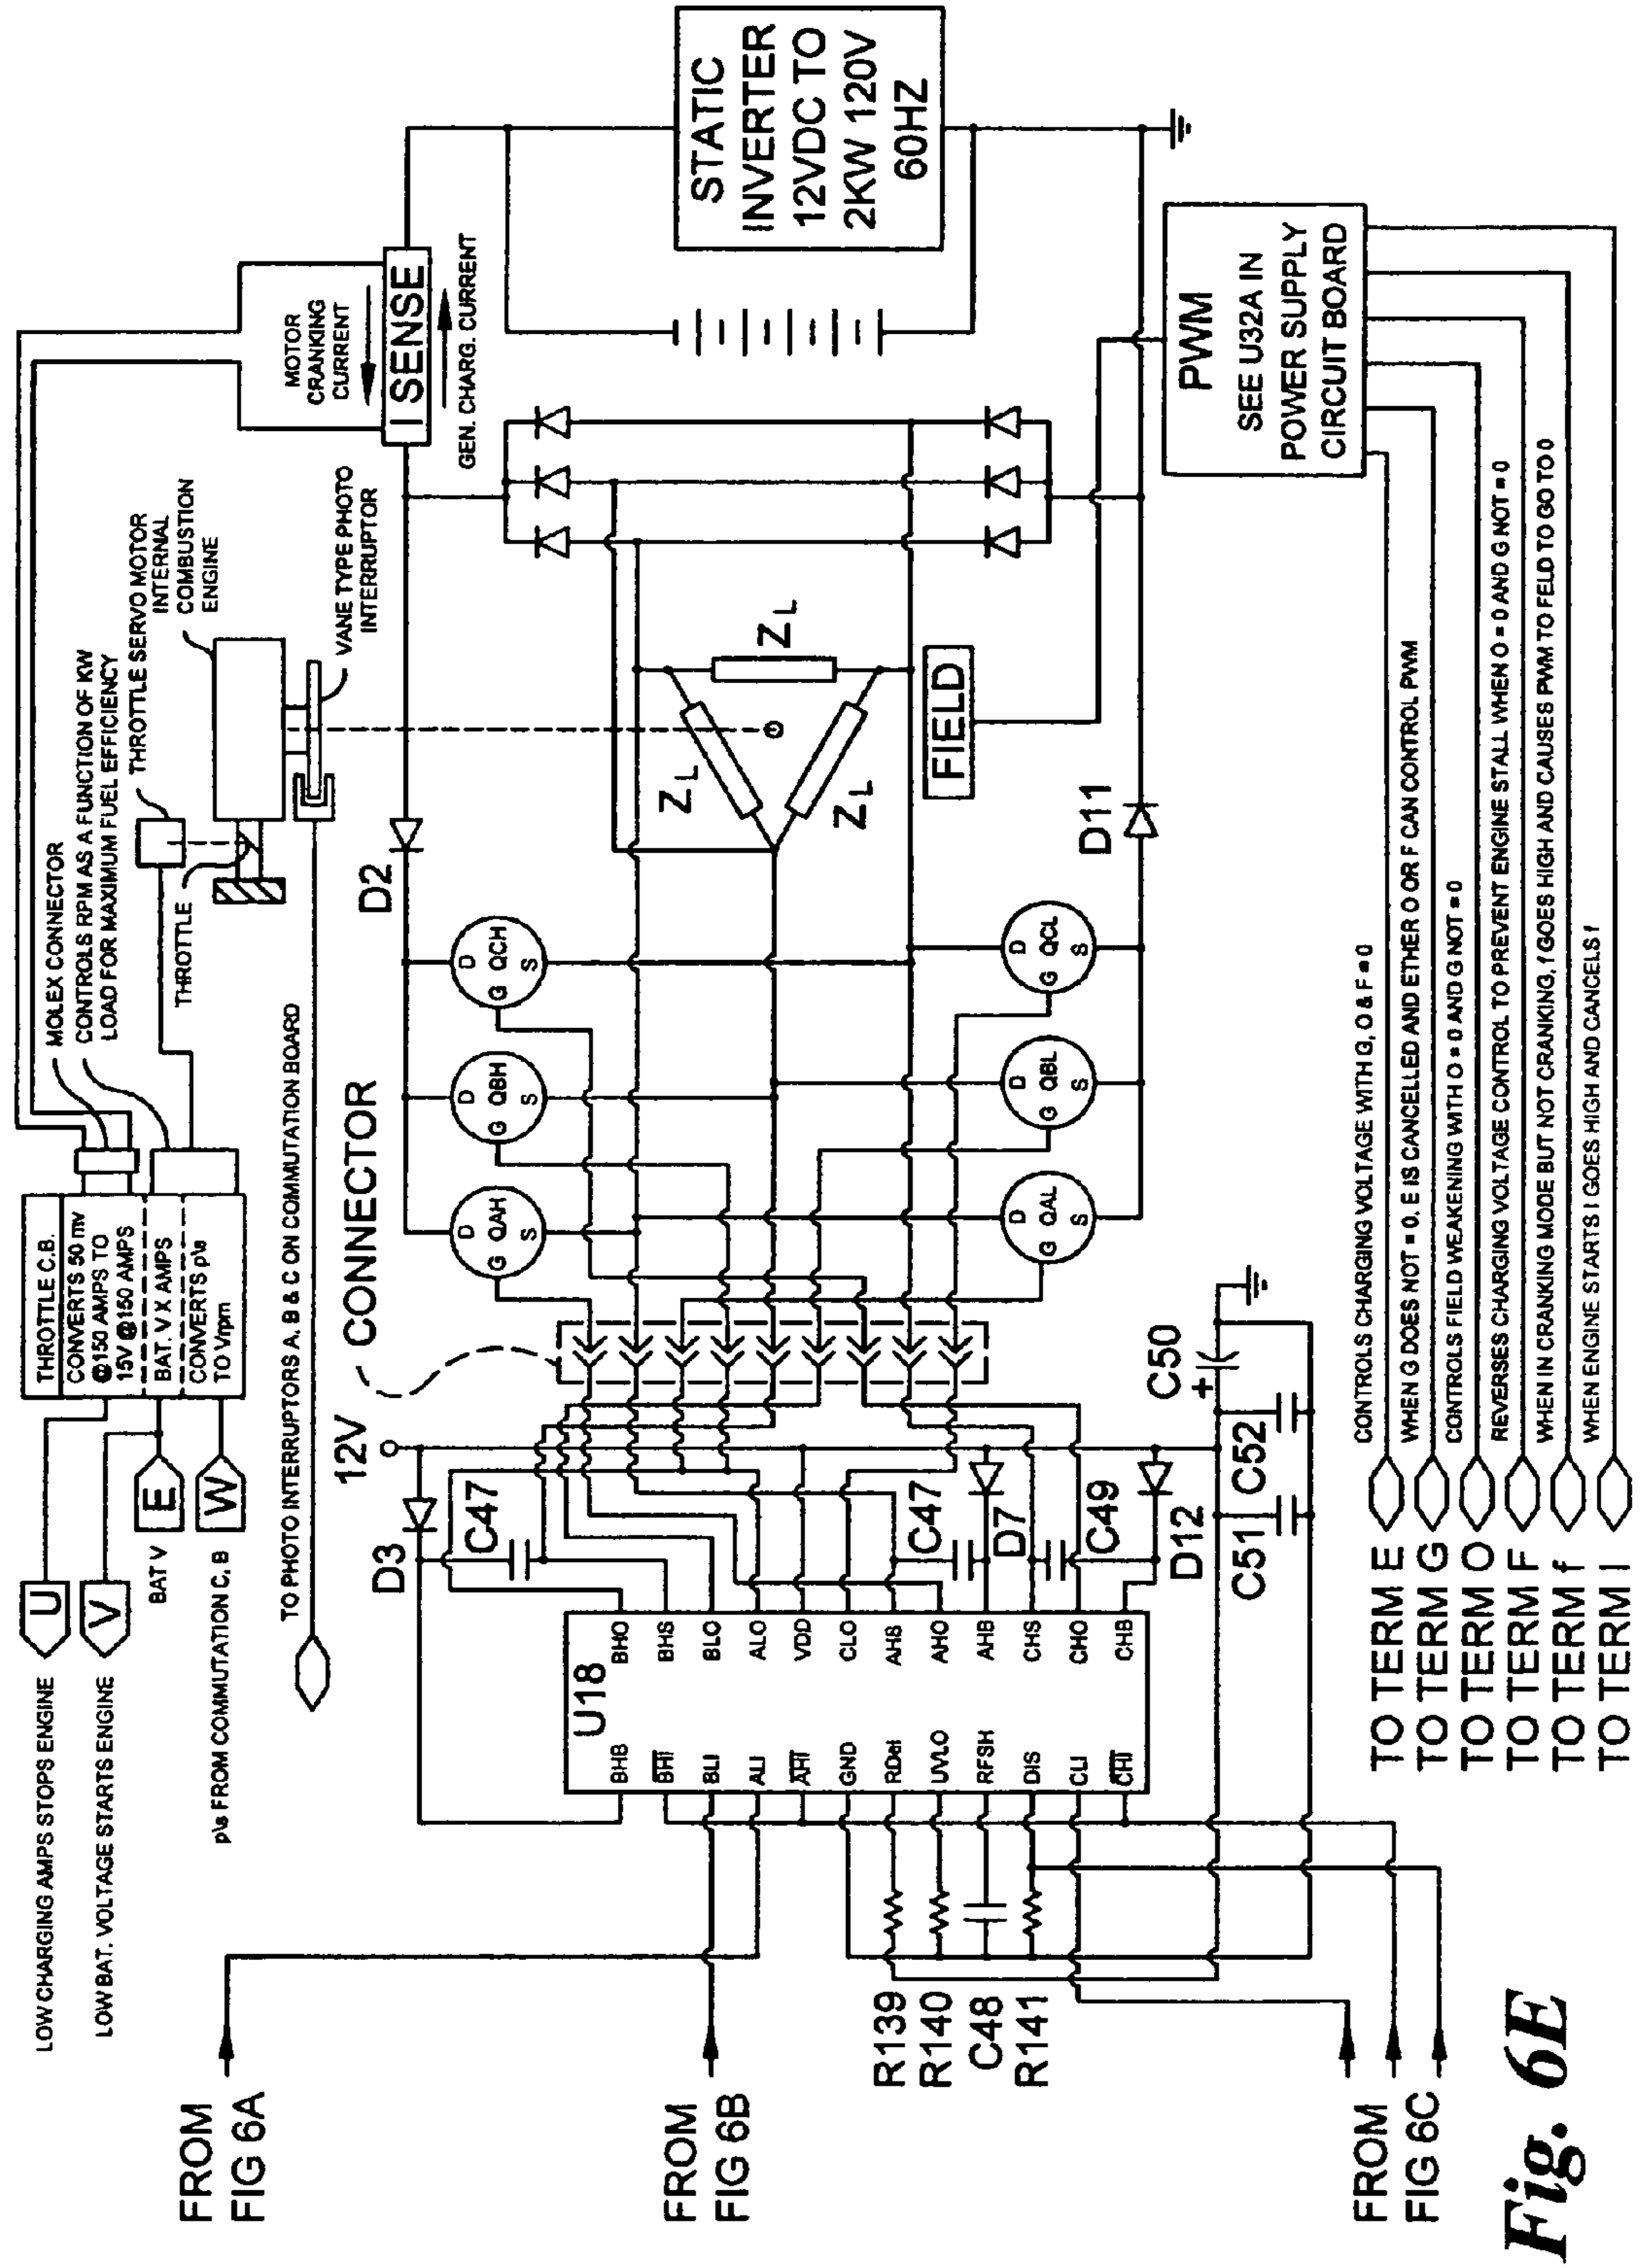 FROM
FIG 6A
FROM
FIG 6B
FROM
FIG 6C
LOW CHARGING AMPS STOPS ENGINE
LOW BAT. VOLTAGE STARTS ENGINE
U
V
E
W
BAT V
p\s FROM COMMUTATION C, B
TO PHOTO INTERRUPTORS A, B & C ON COMMUTATION BOARD
THROTTLE C.B.
CONVERTS 50 mv
@150 AMPS TO
15V @150 AMPS
BAT. V X AMPS
CONVERTS p\s
TO Vrpm
MOLEX CONNECTOR
CONTROLS RPM AS A FUNCTION OF KW
LOAD FOR MAXIMUM FUEL EFFICIENCY
THROTTLE
THROTTLE SERVO MOTOR
INTERNAL
COMBUSTION
ENGINE
VANE TYPE PHOTO
INTERRUPTOR
MOTOR
CRANKING
CURRENT
I SENSE
GEN. CHARG. CURRENT
STATIC
INVERTER
12VDC TO
2KW 120V
60HZ
CONNECTOR
12V
D3
C47
D2
D G QAH S
D G QBH S
D G QCH S
D G QAL S
D G QBL S
D G QCL S
Z L
Z L
Z L
FIELD
D11
PWM
SEE U32A IN
POWER SUPPLY
CIRCUIT BOARD
U18
BHB
BHI
BLI
ALI
AHI
GND
RDel
UVLO
RFSH
DIS
CLI
CHI
BHO
BHS
BLO
ALO
VDD
CLO
AHS
AHO
AHB
CHS
CHO
CHB
C47
D7
C49
D12
C51
C52
C50
+
R139
R140
C48
R141
TO TERM E
CONTROLS CHARGING VOLTAGE WITH G, O & F = 0
TO TERM G
WHEN G DOES NOT = 0, E IS CANCELLED AND ETHER O OR F CAN CONTROL PWM
TO TERM O
CONTROLS FIELD WEAKENING WITH O = 0 AND G NOT = 0
TO TERM F
REVERSES CHARGING VOLTAGE CONTROL TO PREVENT ENGINE STALL WHEN O = 0 AND G NOT = 0
TO TERM f
WHEN IN CRANKING MODE BUT NOT CRANKING, f GOES HIGH AND CAUSES PWM TO FELD TO GO TO 0
TO TERM I
WHEN ENGINE STARTS I GOES HIGH AND CANCELS f
Fig. 6E